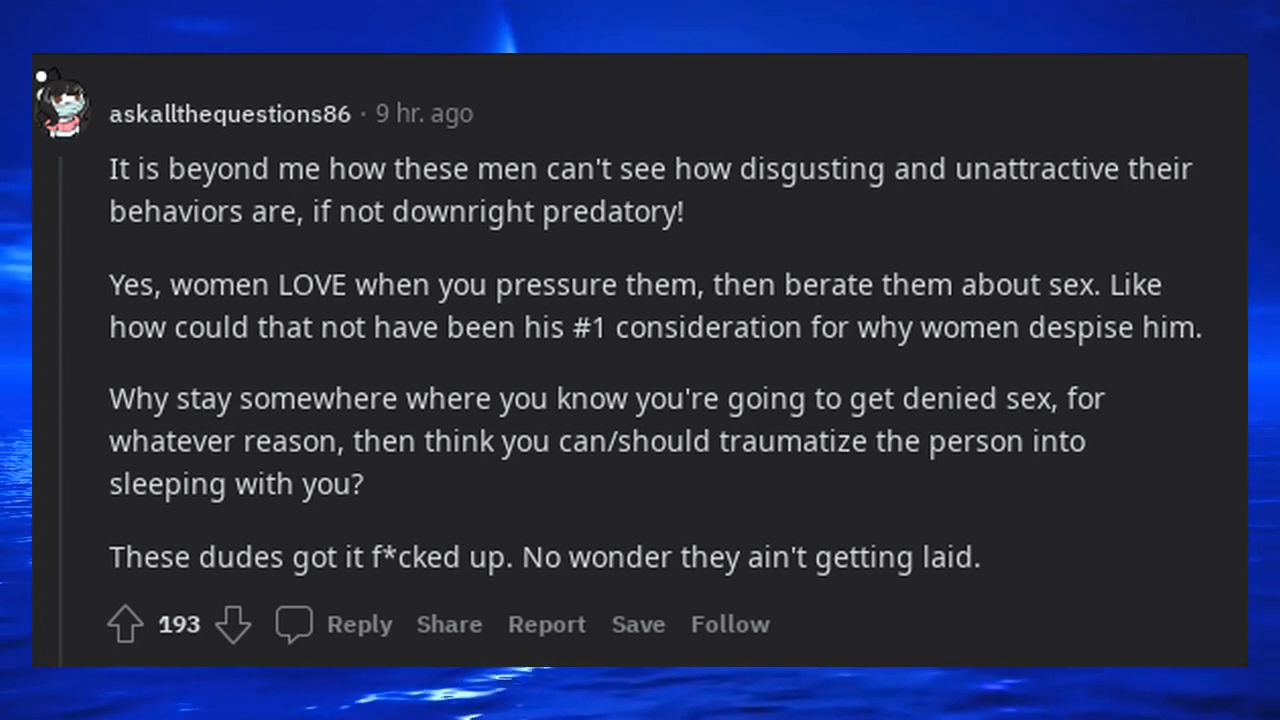 askallthequestions86 · 9 hr. ago
It is beyond me how these men can't see how disgusting and unattractive their
behaviors are, if not downright predatory!
Yes, women LOVE when you pressure them, then berate them about sex. Like
how could that not have been his #1 consideration for why women despise him.
Why stay somewhere where you know you're going to get denied sex, for
whatever reason, then think you can/should traumatize the person into
sleeping with you?
These dudes got it f*cked up. No wonder they ain't getting laid.
193 Reply Share Report Save Follow